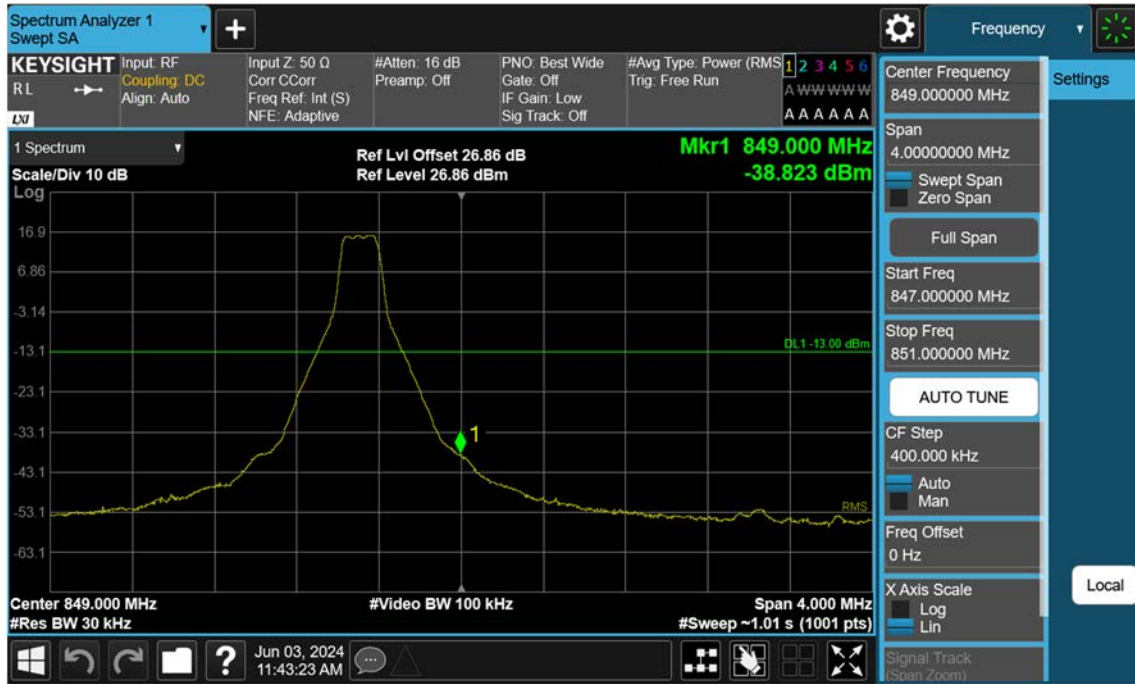 Spectrum Analyzer 1
Swept SA
Frequency
KEYSIGHT
RL
LXI
Input: RF
Coupling: DC
Align: Auto
Input Z: 50 Ω
Corr CCorr
Freq Ref: Int (S)
NFE: Adaptive
#Atten: 16 dB
Preamp: Off
PNO: Best Wide
Gate: Off
IF Gain: Low
Sig Track: Off
#Avg Type: Power (RMS
Trig: Free Run
1 2 3 4 5 6
A W W W W W
A A A A A A
1 Spectrum
Scale/Div 10 dB
Ref Lvl Offset 26.86 dB
Ref Level 26.86 dBm
Mkr1 849.000 MHz
-38.823 dBm
Log
16.9
6.86
-3.14
-13.1
-23.1
-33.1
-43.1
-53.1
-63.1
DL1 -13.00 dBm
1
RMS
Center 849.000 MHz
#Res BW 30 kHz
#Video BW 100 kHz
Span 4.000 MHz
#Sweep ~1.01 s (1001 pts)
Center Frequency
849.000000 MHz
Settings
Span
4.00000000 MHz
Swept Span
Zero Span
Full Span
Start Freq
847.000000 MHz
Stop Freq
851.000000 MHz
AUTO TUNE
CF Step
400.000 kHz
Auto
Man
Freq Offset
0 Hz
X Axis Scale
Log
Lin
Local
Signal Track
(Span Zoom)
?
Jun 03, 2024
11:43:23 AM